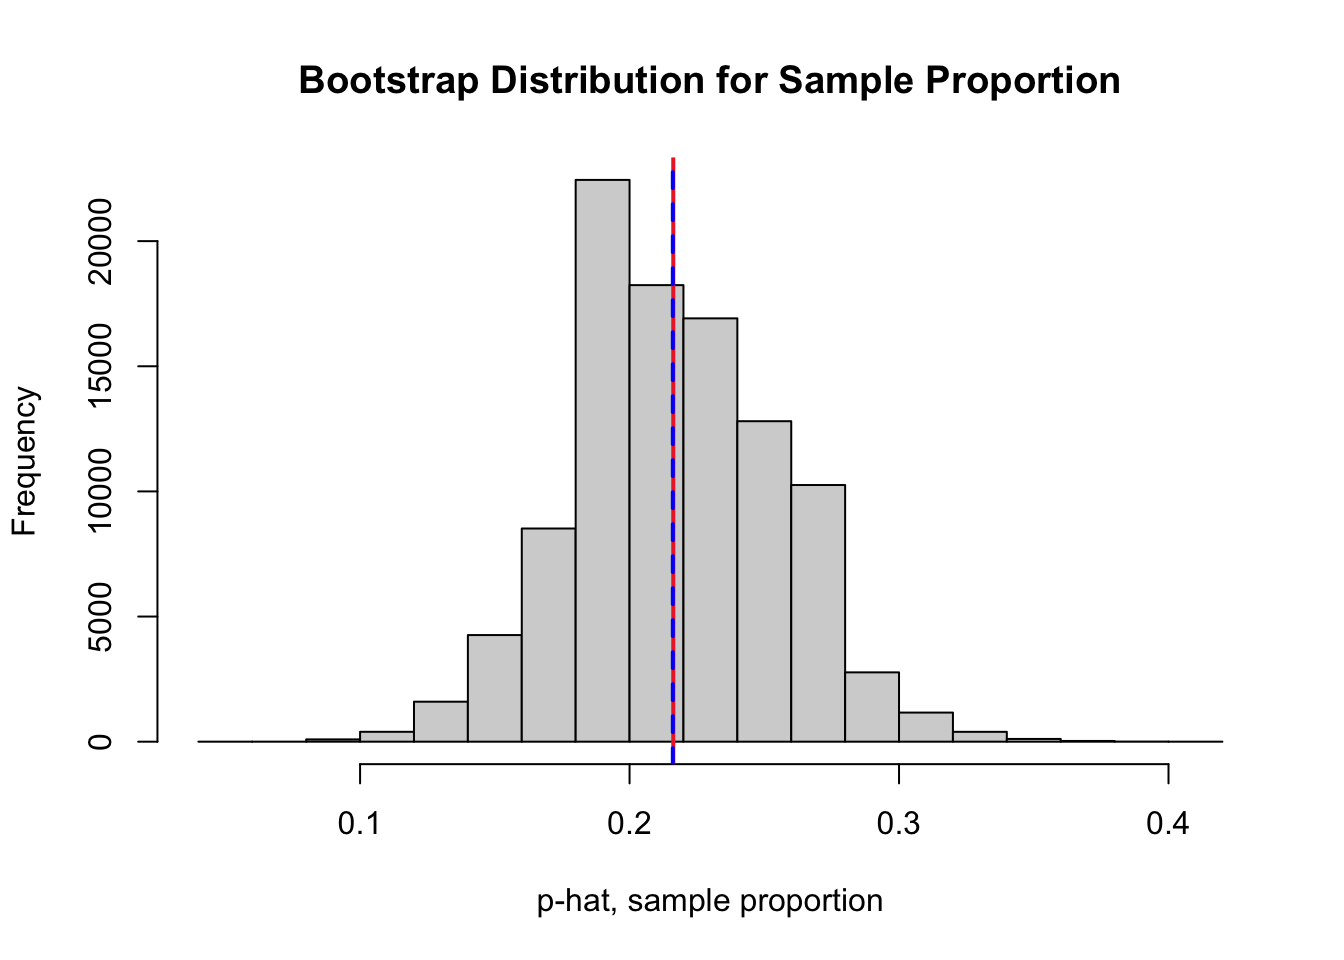 Bootstrap Distribution for Sample Proportion
Frequency
20000
15000
10000
5000
0
0.1 0.2 0.3 0.4
p-hat, sample proportion